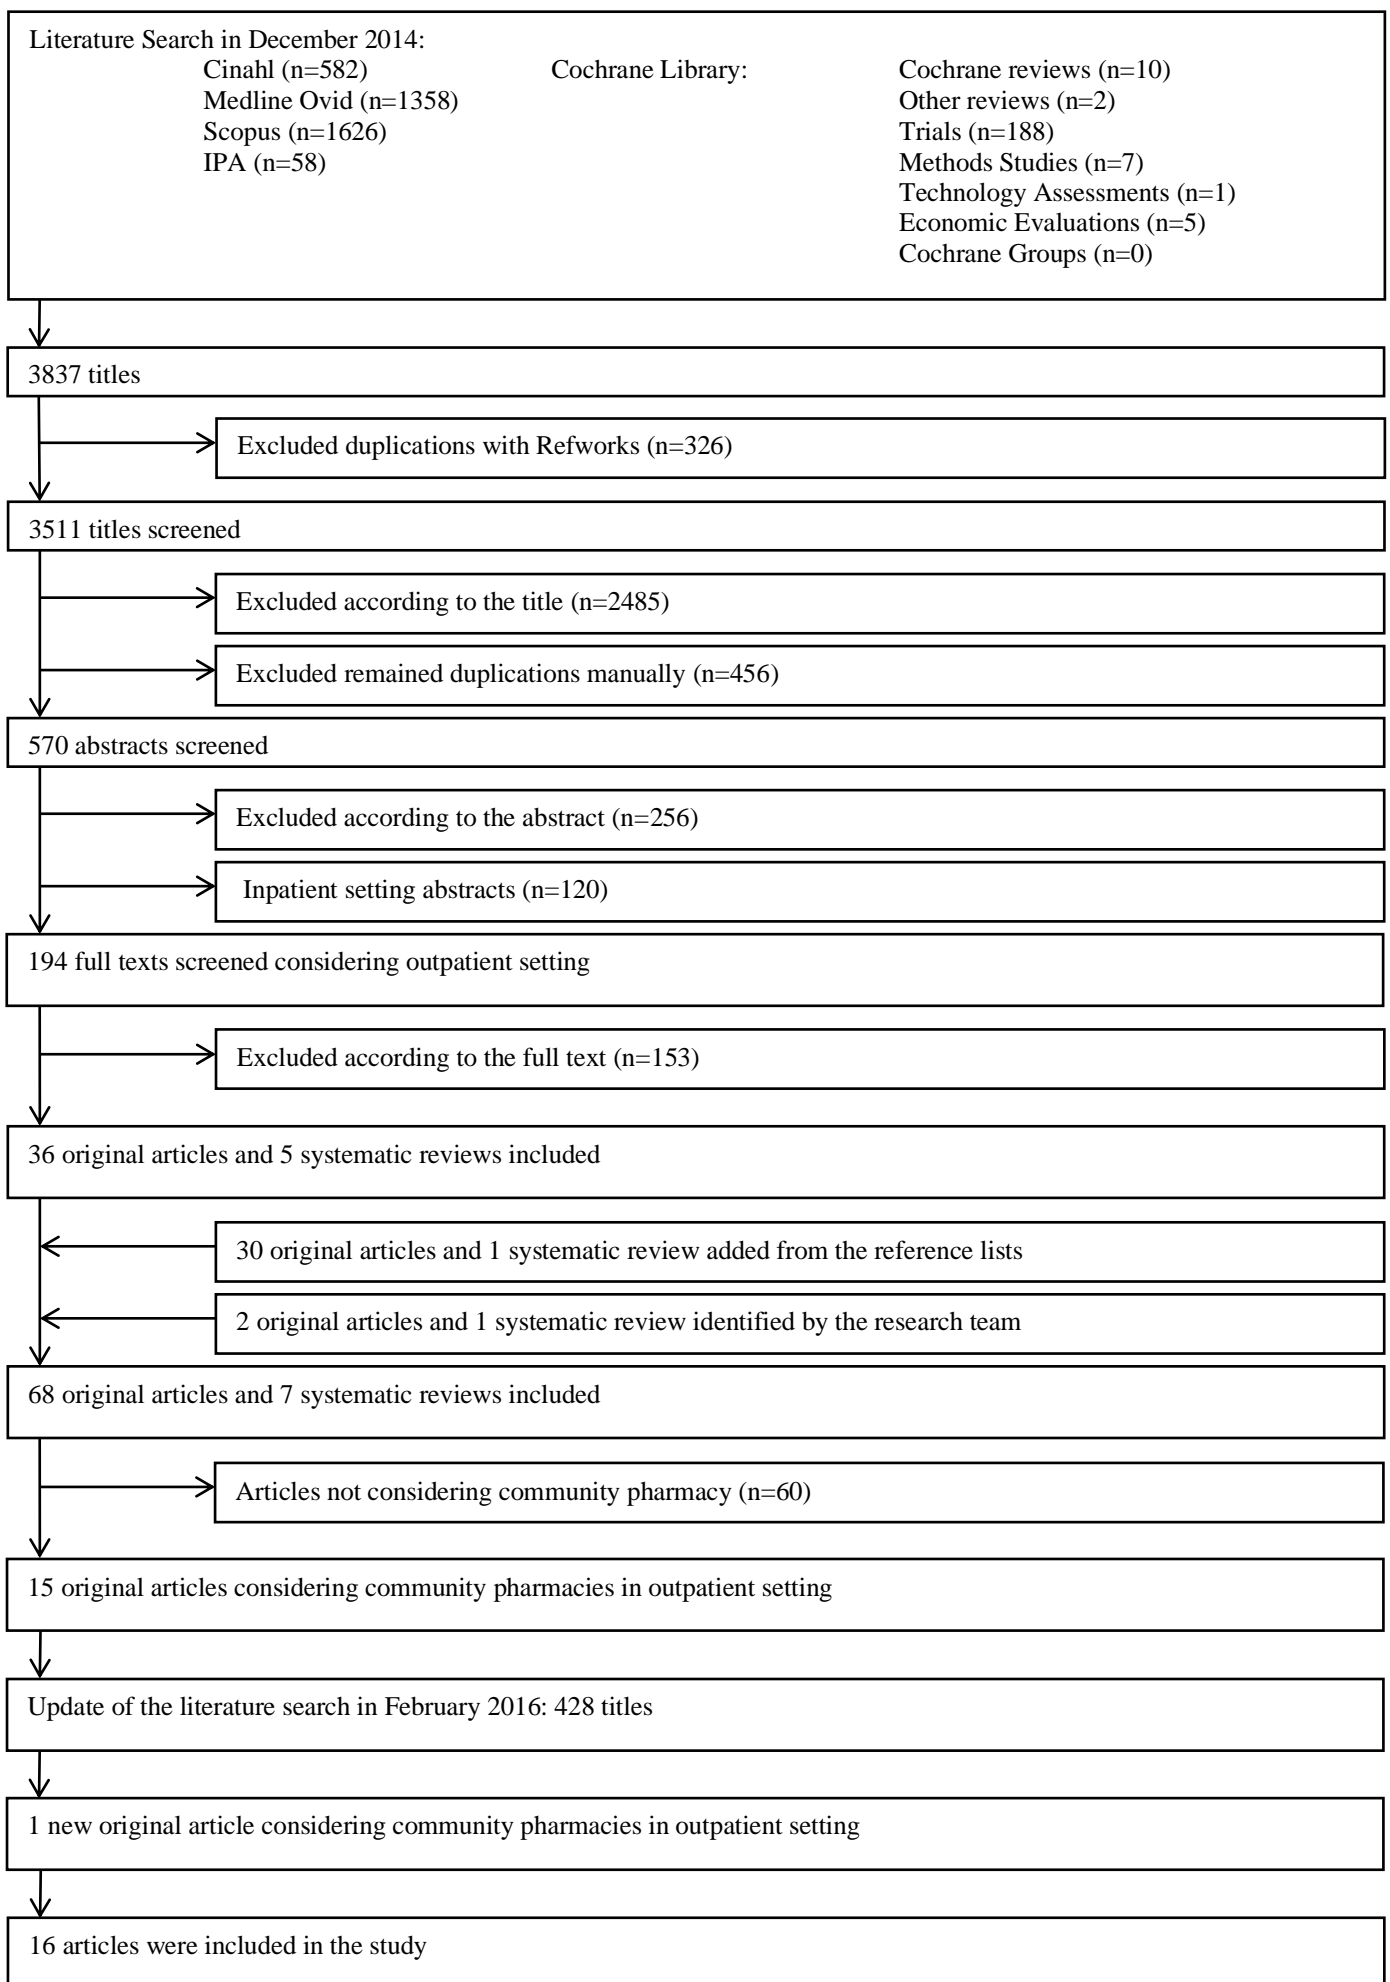 Literature Search in December 2014:
Cinahl (n=582)
Medline Ovid (n=1358)
Scopus (n=1626)
IPA (n=58)
Cochrane Library:
Cochrane reviews (n=10)
Other reviews (n=2)
Trials (n=188)
Methods Studies (n=7)
Technology Assessments (n=1)
Economic Evaluations (n=5)
Cochrane Groups (n=0)
3837 titles
Excluded duplications with Refworks (n=326)
3511 titles screened
Excluded according to the title (n=2485)
Excluded remained duplications manually (n=456)
570 abstracts screened
Excluded according to the abstract (n=256)
Inpatient setting abstracts (n=120)
194 full texts screened considering outpatient setting
Excluded according to the full text (n=153)
36 original articles and 5 systematic reviews included
30 original articles and 1 systematic review added from the reference lists
2 original articles and 1 systematic review identified by the research team
68 original articles and 7 systematic reviews included
Articles not considering community pharmacy (n=60)
15 original articles considering community pharmacies in outpatient setting
Update of the literature search in February 2016: 428 titles
1 new original article considering community pharmacies in outpatient setting
16 articles were included in the study